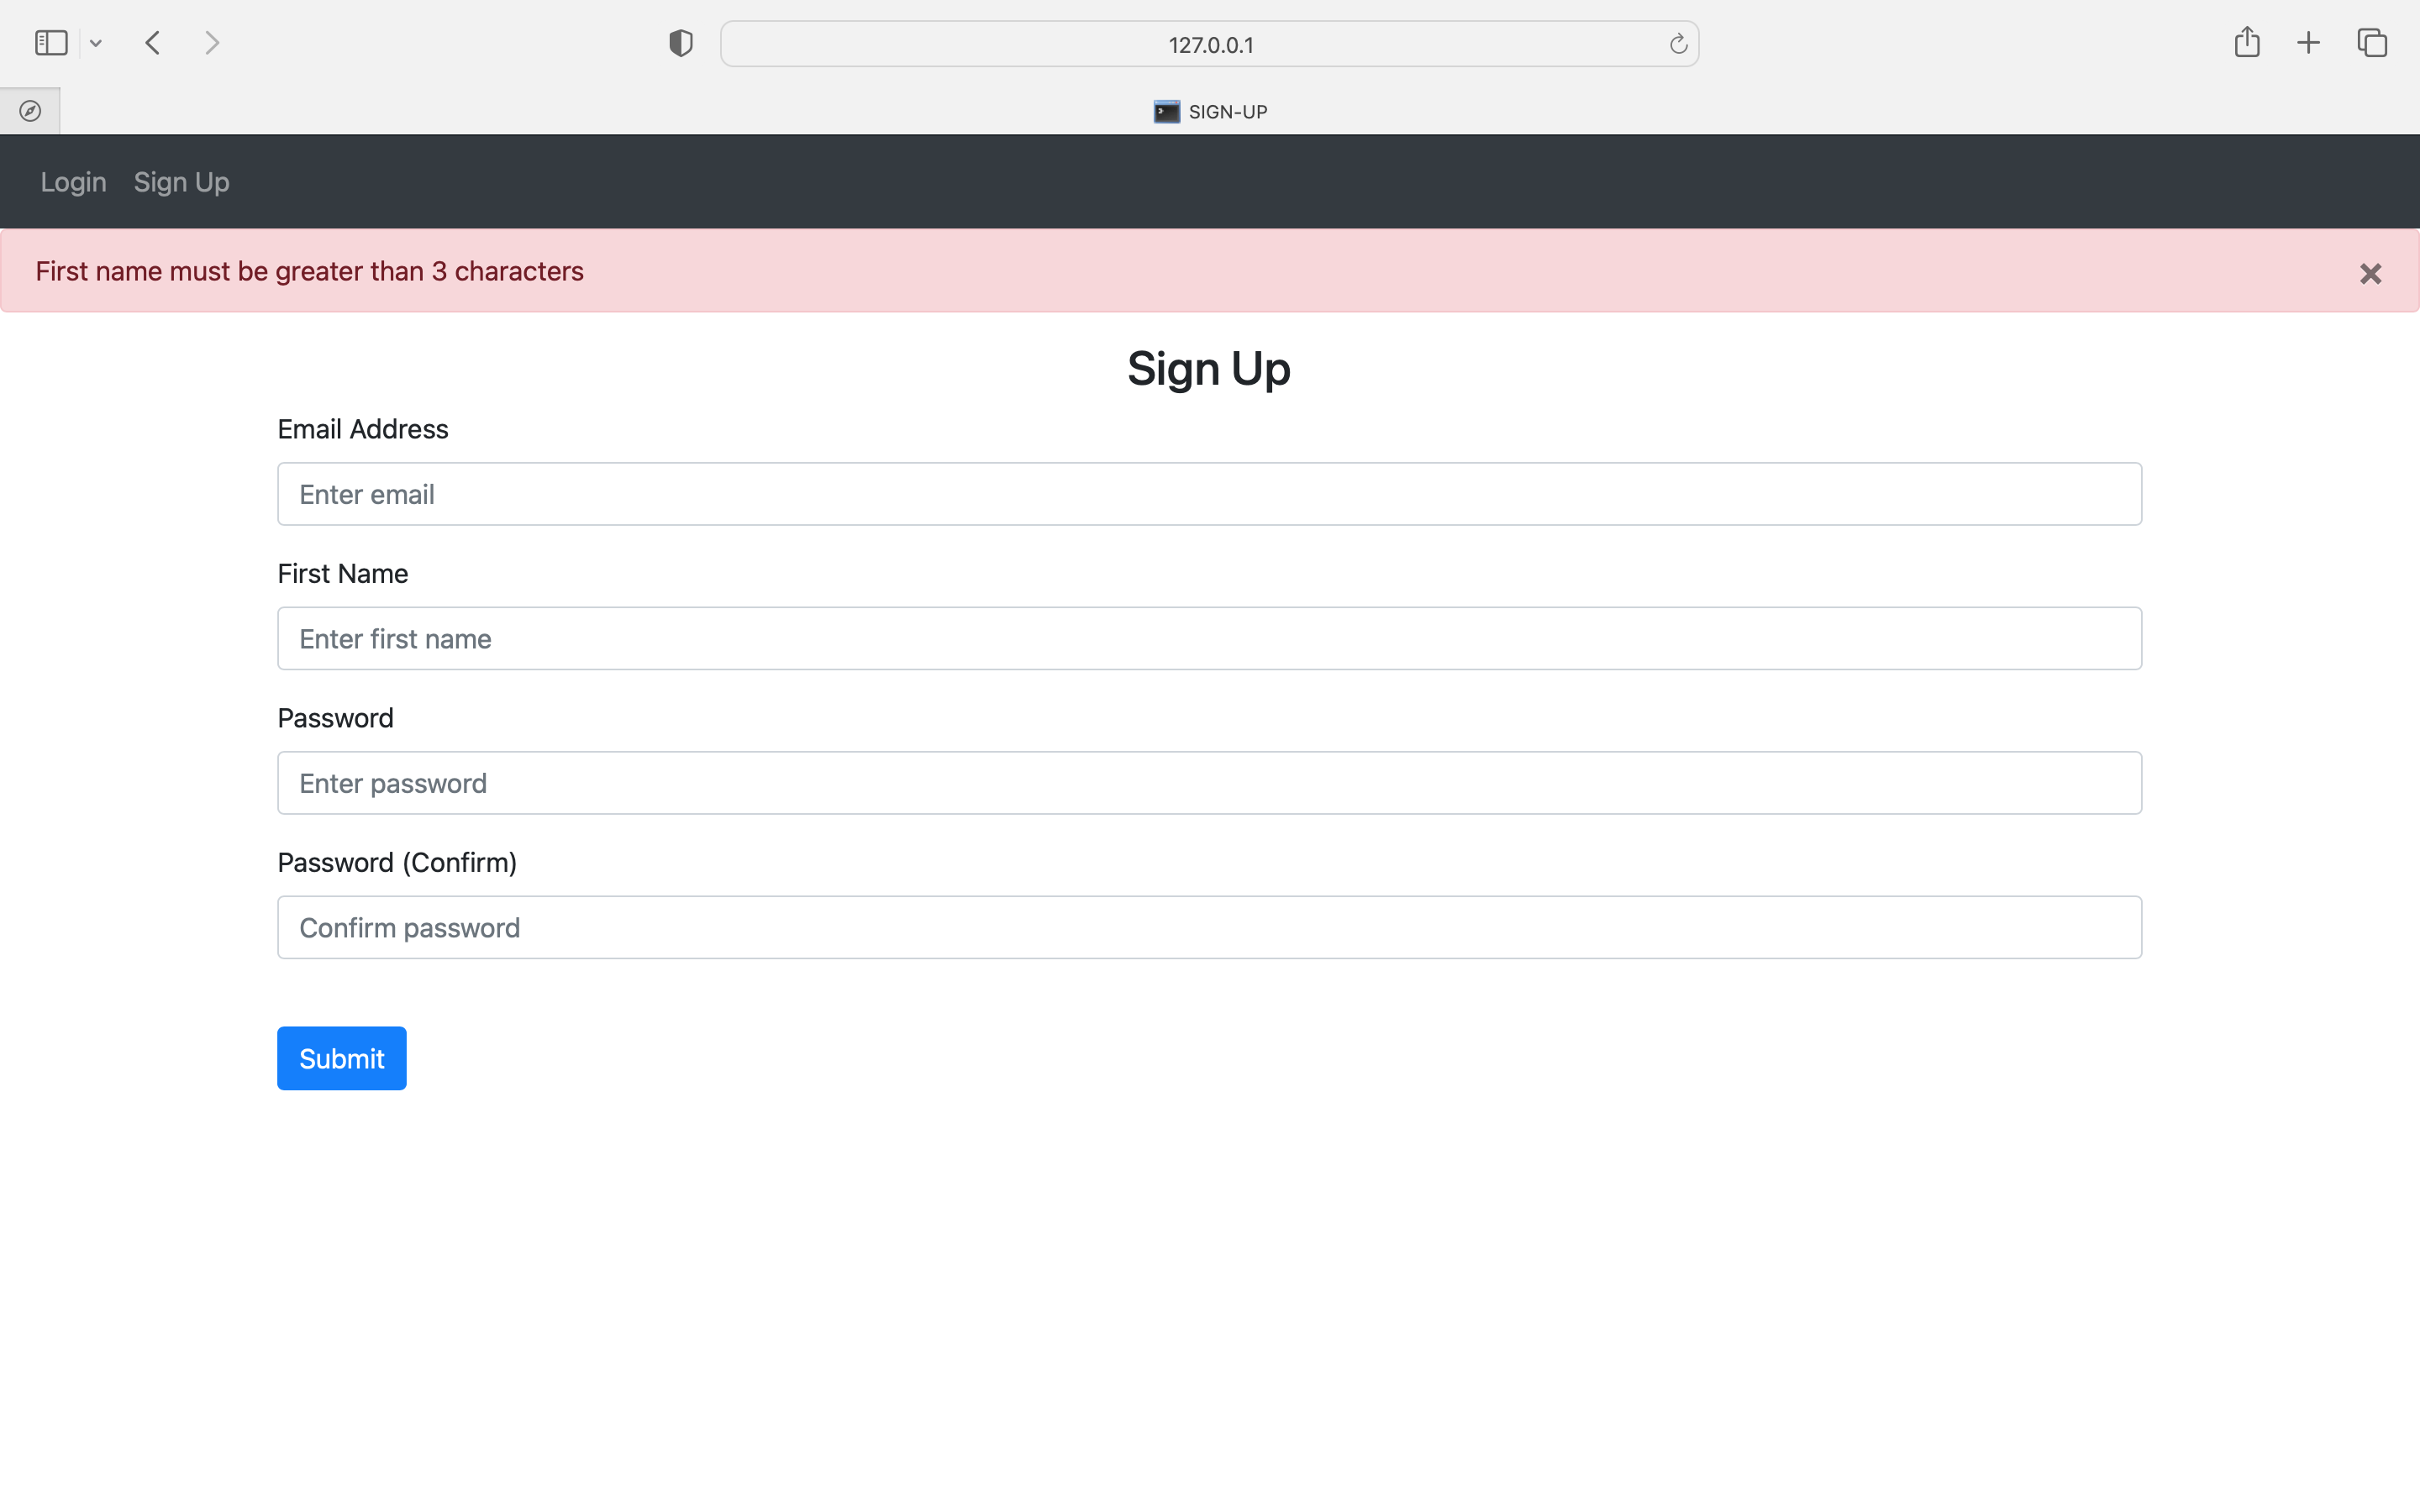 127.0.0.1
SIGN-UP
Login Sign Up
First name must be greater than 3 characters
Sign Up
Email Address
Enter email
First Name
Enter first name
Password
Enter password
Password (Confirm)
Confirm password
Submit